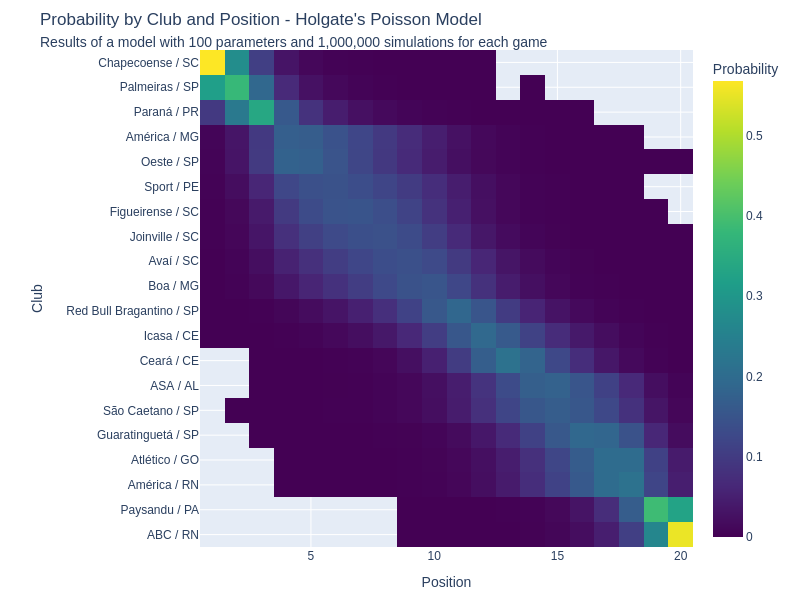 Probability by Club and Position - Holgate's Poisson Model
Results of a model with 100 parameters and 1,000,000 simulations for each game
Probability
Chapecoense / SC
Palmeiras / SP
Paraná / PR
América / MG
Oeste / SP
Sport / PE
Figueirense / SC
Joinville / SC
Avaí / SC
Boa / MG
Red Bull Bragantino / SP
Icasa / CE
Ceará / CE
ASA / AL
São Caetano / SP
Guaratinguetá / SP
Atlético / GO
América / RN
Paysandu / PA
ABC / RN
Club
5
10
15
20
Position
0.5
0.4
0.3
0.2
0.1
0